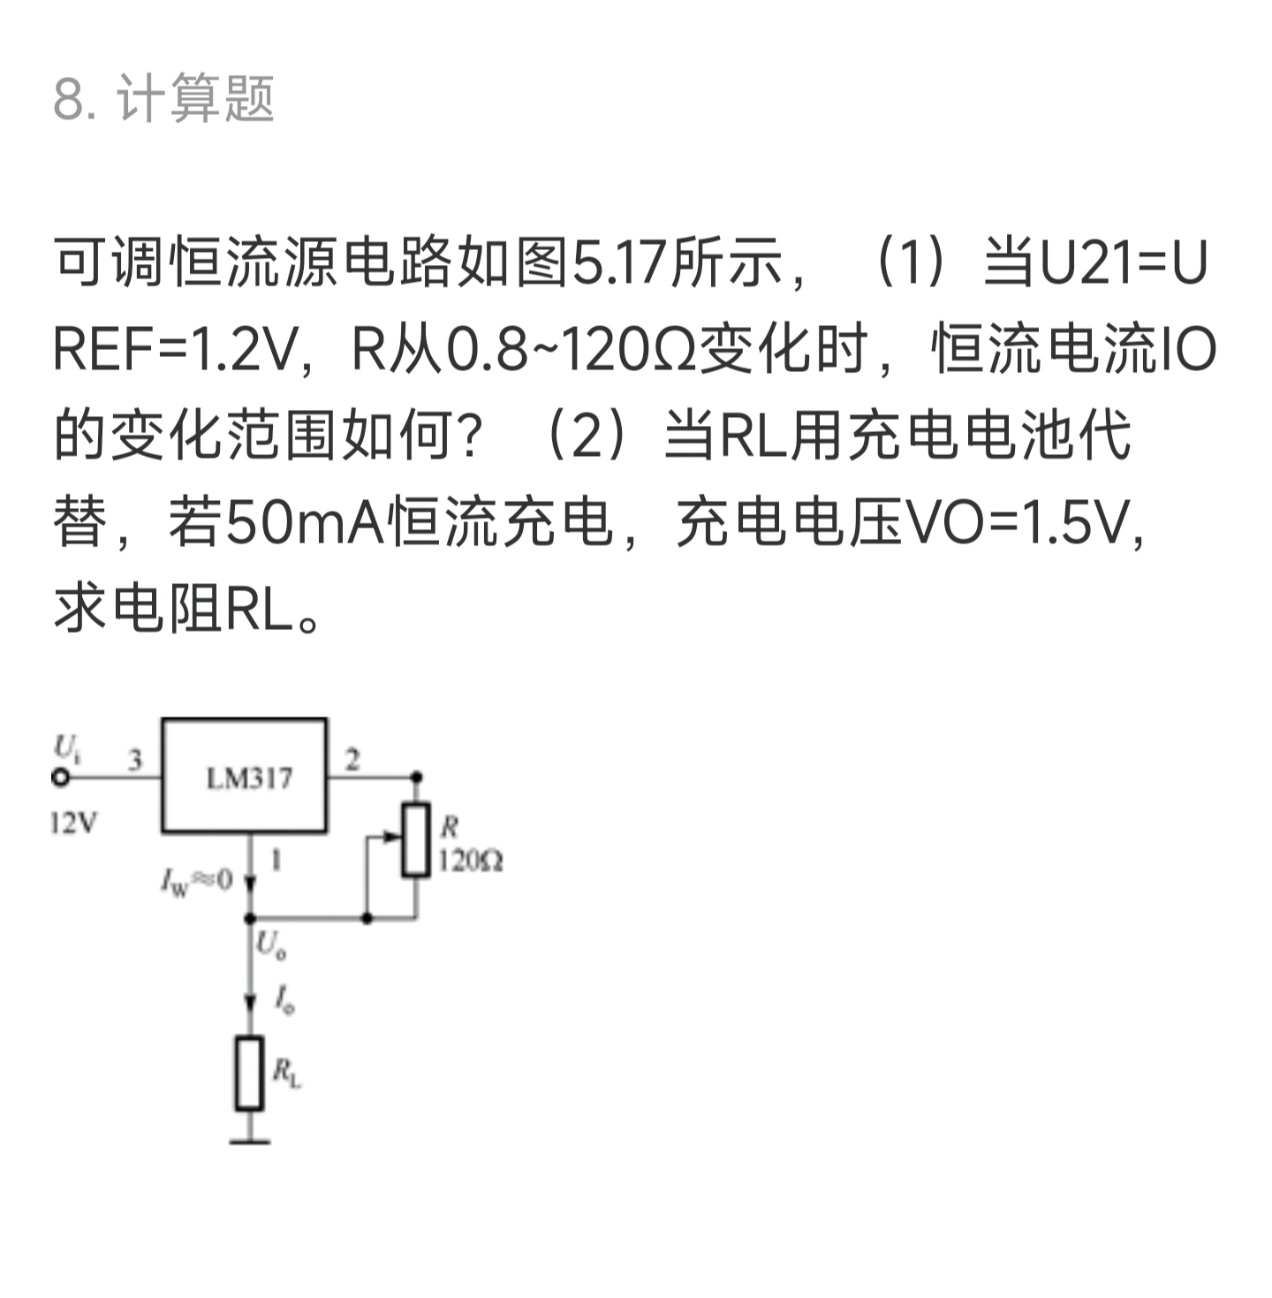 8. 计算题
可调恒流源电路如图5.17所示，（1）当U21=U
REF=1.2V，R从0.8~120Ω变化时，恒流电流IO
的变化范围如何？（2）当RL用充电电池代
替，若50mA恒流充电，充电电压VO=1.5V，
求电阻RL。
Ui
3
LM317
2
12V
R
1
120Ω
Iw≈0
Uo
Io
RL